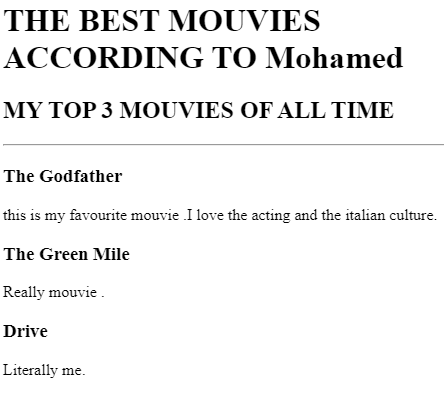 THE BEST MOUVIES
ACCORDING TO Mohamed
MY TOP 3 MOUVIES OF ALL TIME
The Godfather
this is my favourite mouvie .I love the acting and the italian culture.
The Green Mile
Really mouvie .
Drive
Literally me.